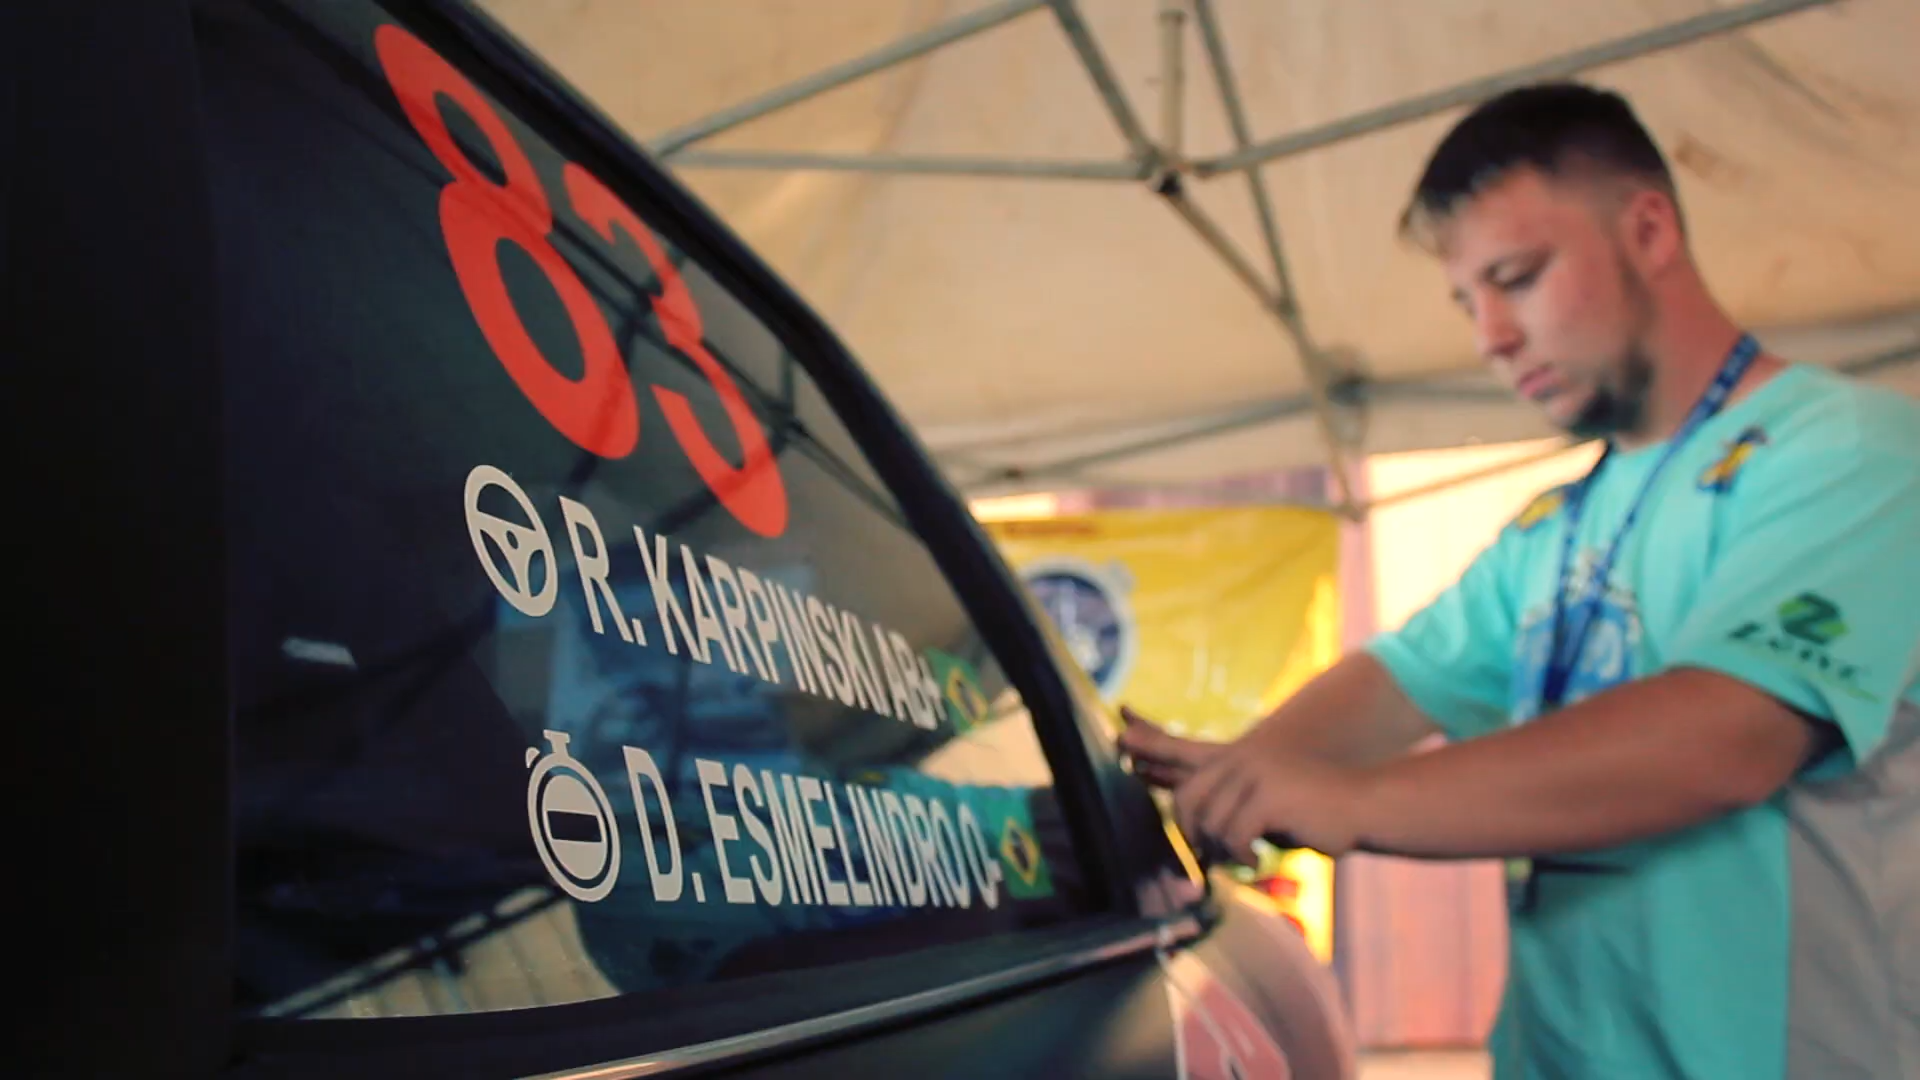 83
R. KARPINSKI AB+
D. ESMELINDRO O-